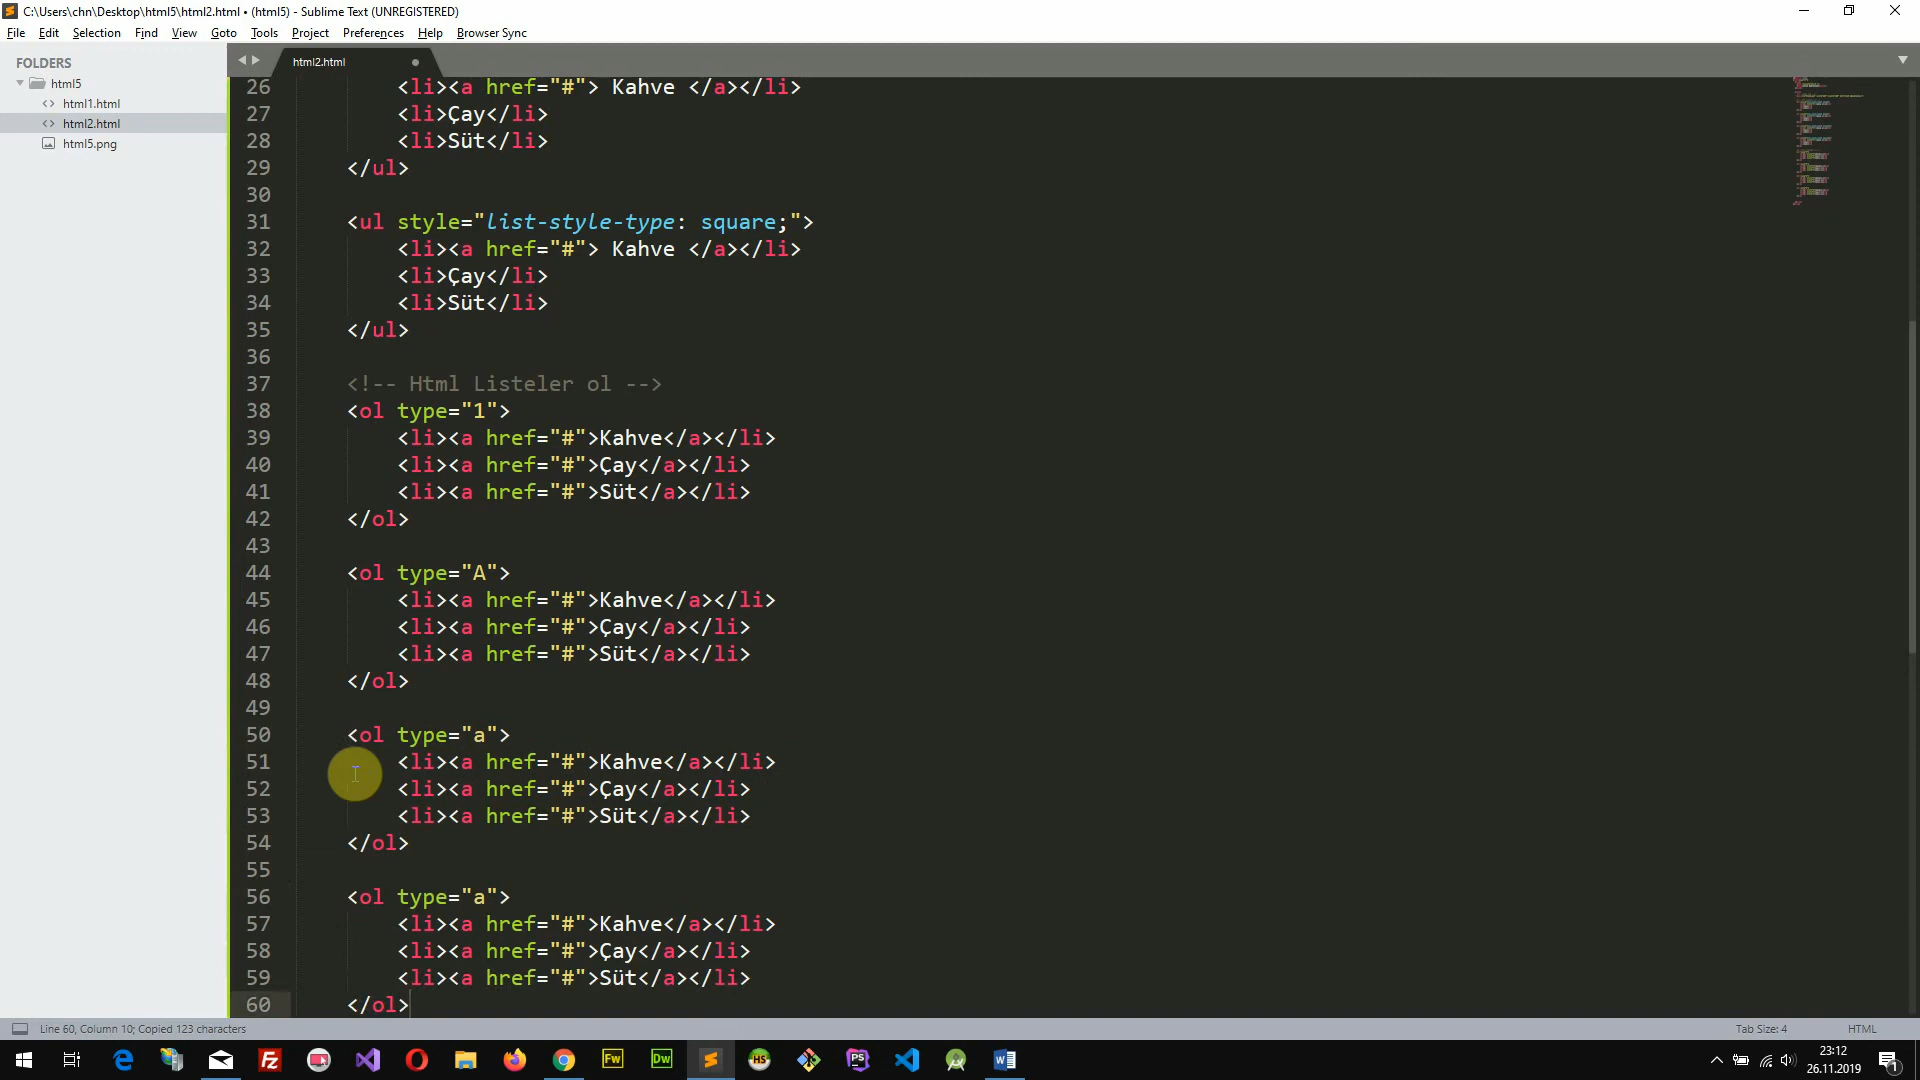 C:\Users\chn\Desktop\html5\html2.html • (html5) - Sublime Text (UNREGISTERED)
File Edit Selection Find View Goto Tools Project Preferences Help Browser Sync
FOLDERS
html5
html1.html
html2.html
html5.png
html2.html
26 <li><a href="#"> Kahve </a></li>
27 <li>Çay</li>
28 <li>Süt</li>
29 </ul>
30
31 <ul style="list-style-type: square;">
32 <li><a href="#"> Kahve </a></li>
33 <li>Çay</li>
34 <li>Süt</li>
35 </ul>
36
37 <!-- Html Listeler ol -->
38 <ol type="1">
39 <li><a href="#">Kahve</a></li>
40 <li><a href="#">Çay</a></li>
41 <li><a href="#">Süt</a></li>
42 </ol>
43
44 <ol type="A">
45 <li><a href="#">Kahve</a></li>
46 <li><a href="#">Çay</a></li>
47 <li><a href="#">Süt</a></li>
48 </ol>
49
50 <ol type="a">
51 <li><a href="#">Kahve</a></li>
52 <li><a href="#">Çay</a></li>
53 <li><a href="#">Süt</a></li>
54 </ol>
55
56 <ol type="a">
57 <li><a href="#">Kahve</a></li>
58 <li><a href="#">Çay</a></li>
59 <li><a href="#">Süt</a></li>
60 </ol>
Line 60, Column 10; Copied 123 characters
Tab Size: 4 HTML
Fz Fw Dw HS PS
23:12
26.11.2019
1